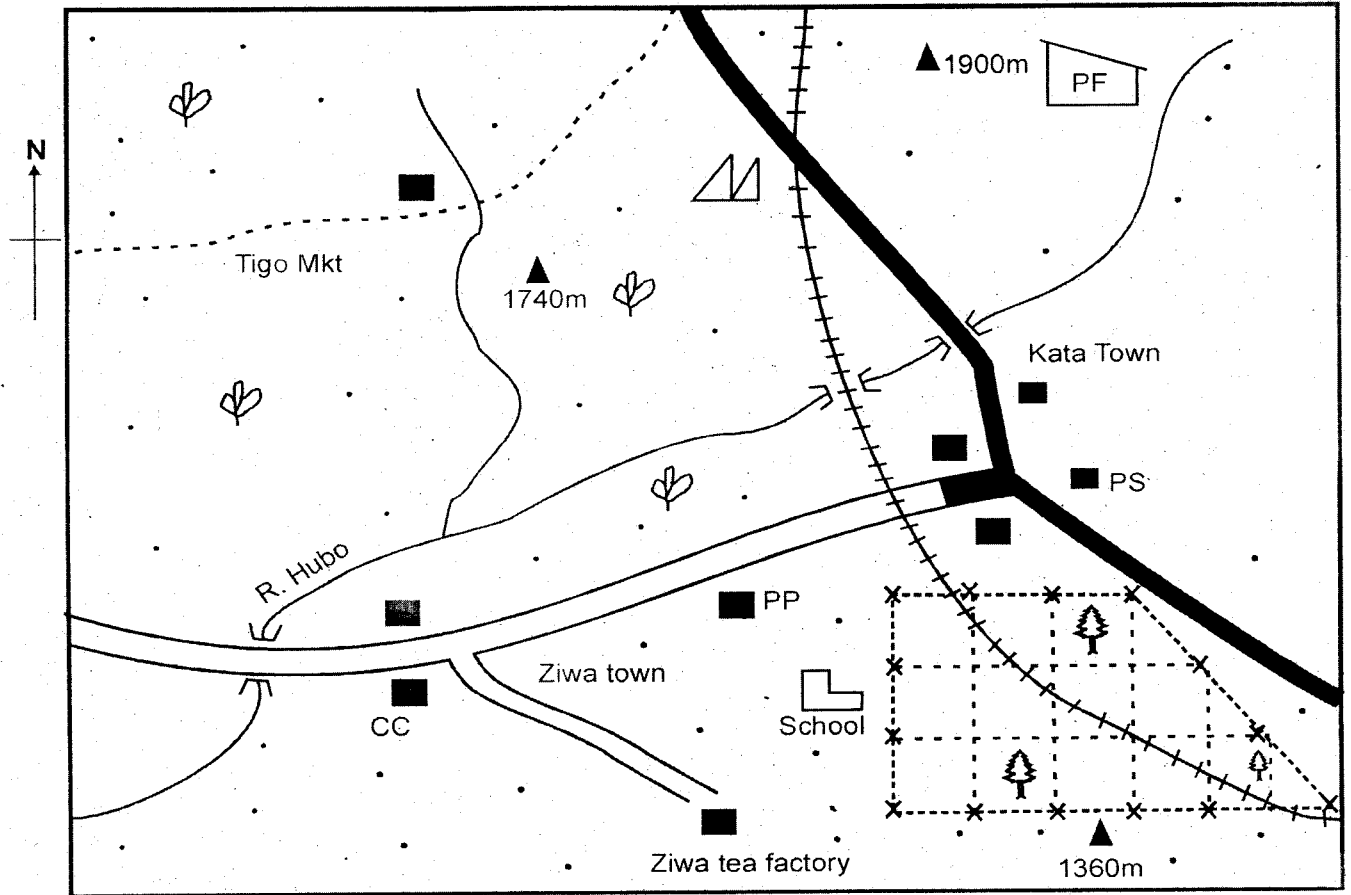 1900m
PF
N
Tigo Mkt
1740m
Kata Town
PS
R. Hubo
PP
Ziwa town
School
CC
Ziwa tea factory
1360m